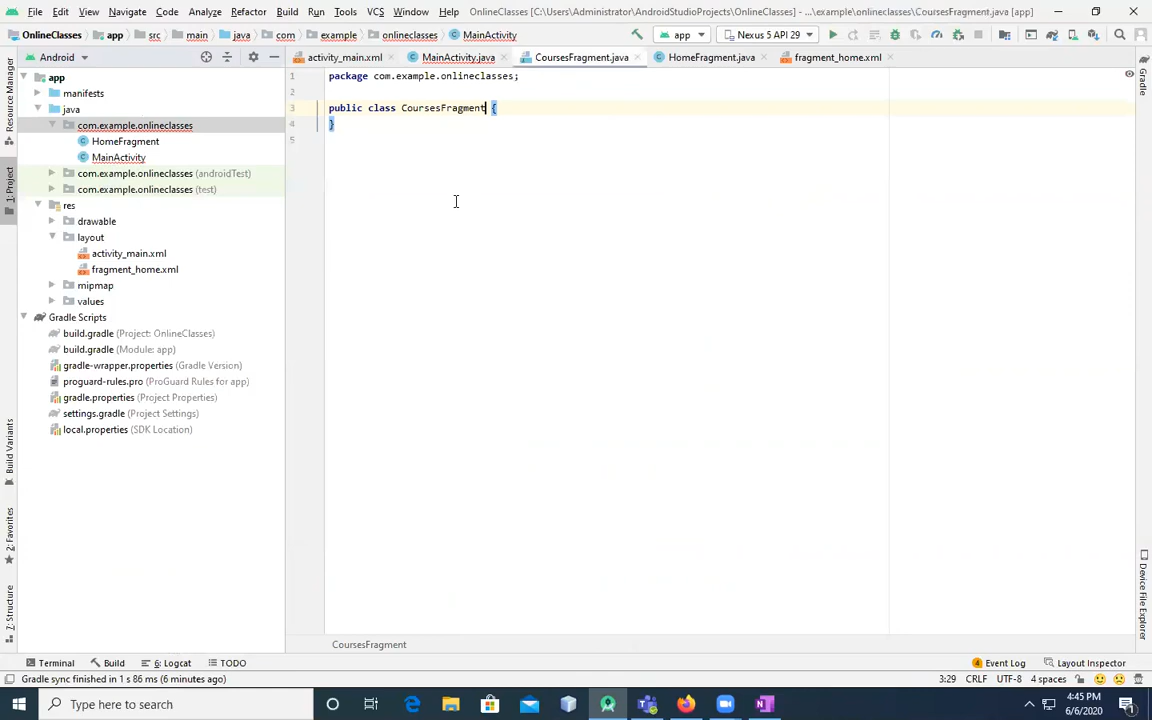 File Edit View Navigate Code Analyze Refactor Build Run Tools VCS Window Help OnlineClasses [C:\Users\Administrator\AndroidStudioProjects\OnlineClasses] - ...\example\onlineclasses\CoursesFragment.java [app]
OnlineClasses app src main java com example onlineclasses MainActivity app Nexus 5 API 29
Android activity_main.xml MainActivity.java CoursesFragment.java HomeFragment.java fragment_home.xml
Resource Manager
1: Project
Build Variants
2: Favorites
7: Structure
app
manifests
java
com.example.onlineclasses
HomeFragment
MainActivity
com.example.onlineclasses (androidTest)
com.example.onlineclasses (test)
res
drawable
layout
activity_main.xml
fragment_home.xml
mipmap
values
Gradle Scripts
build.gradle (Project: OnlineClasses)
build.gradle (Module: app)
gradle-wrapper.properties (Gradle Version)
proguard-rules.pro (ProGuard Rules for app)
gradle.properties (Project Properties)
settings.gradle (Project Settings)
local.properties (SDK Location)
1 package com.example.onlineclasses;
2
3 public class CoursesFragment {
4 }
5
Gradle
Device File Explorer
CoursesFragment
Terminal Build 6: Logcat TODO 4 Event Log Layout Inspector
Gradle sync finished in 1 s 86 ms (6 minutes ago) 3:29 CRLF UTF-8 4 spaces
Type here to search
4:45 PM
6/6/2020
1